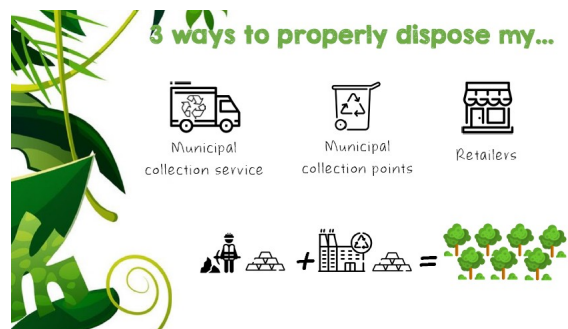 3 ways to properly dispose my...
Municipal
collection service
Municipal
collection points
Retailers
+
=